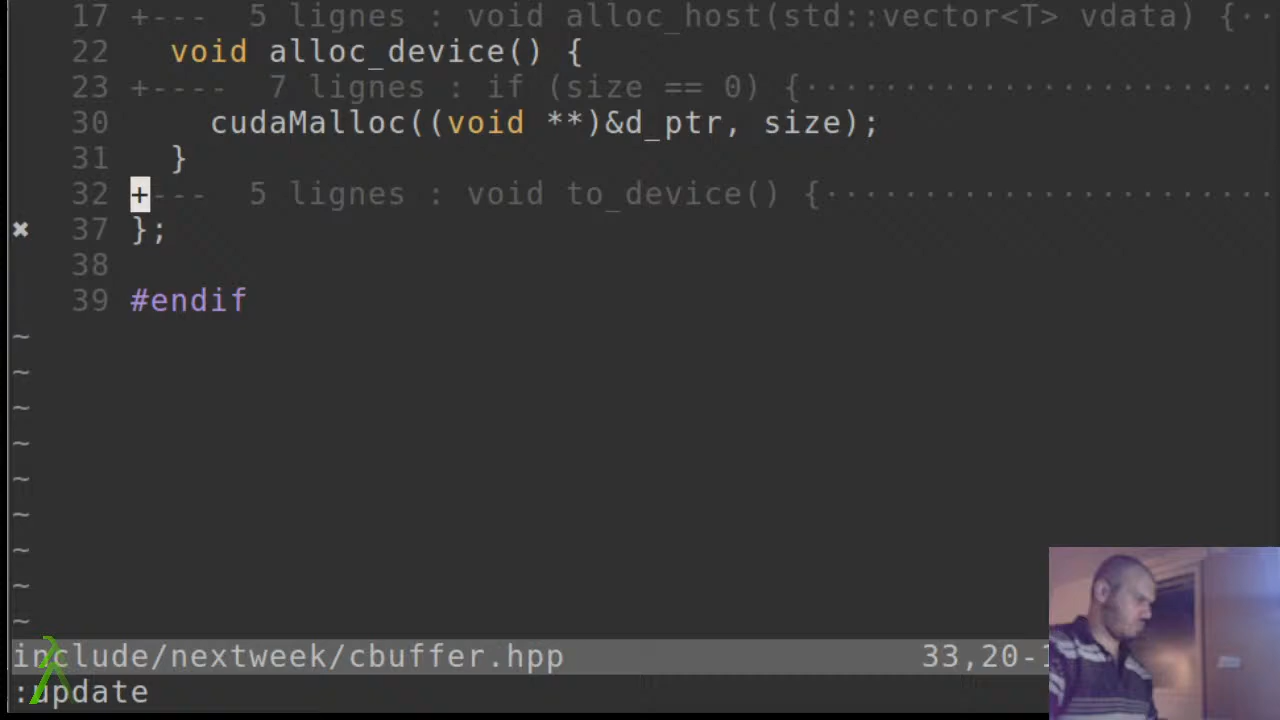 17 +---  5 lignes : void alloc_host(std::vector<T> vdata) {··
22   void alloc_device() {
23 +----  7 lignes : if (size == 0) {························
30     cudaMalloc((void **)&d_ptr, size);
31   }
32 +---  5 lignes : void to_device() {·······················
✖ 37 };
38
39 #endif
~
~
~
~
~
~
~
~
~
include/nextweek/cbuffer.hpp 33,20-1
:update